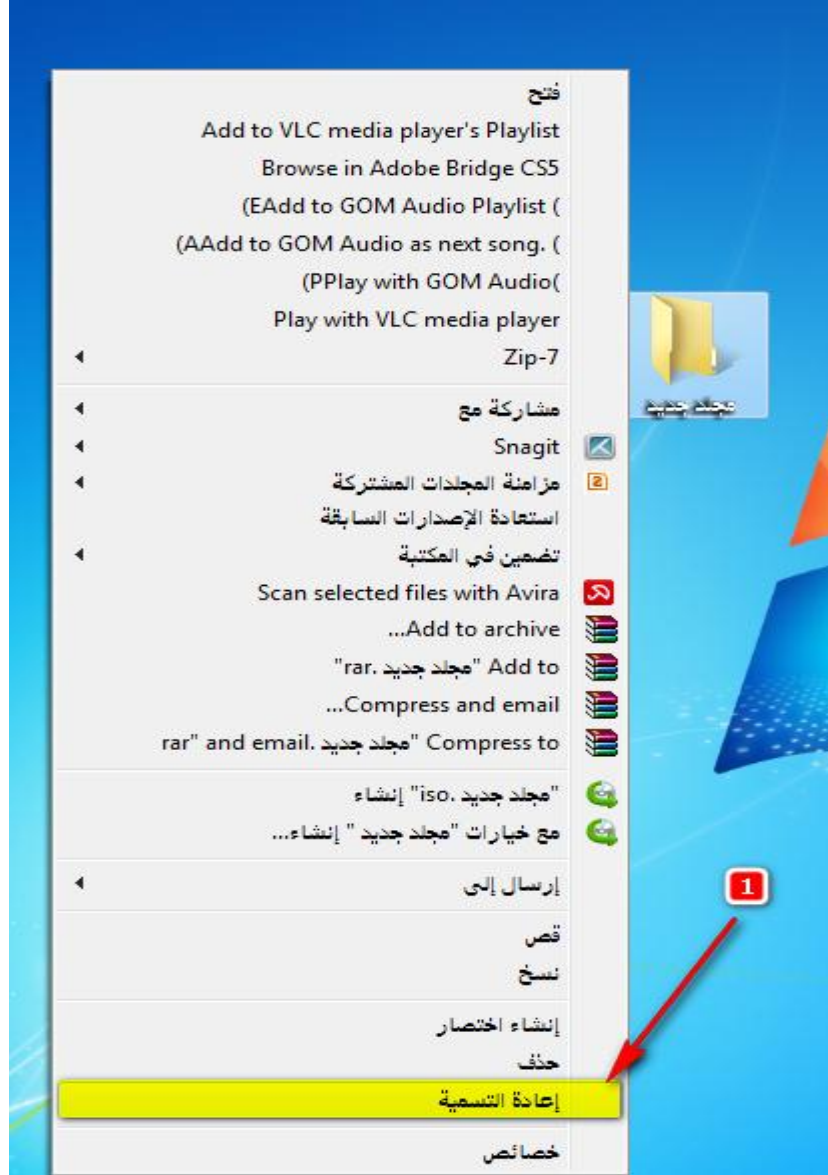 فتح
Add to VLC media player's Playlist
Browse in Adobe Bridge CS5
(EAdd to GOM Audio Playlist (
(AAdd to GOM Audio as next song. (
(PPlay with GOM Audio(
Play with VLC media player
Zip-7
مجلد جديد
مشاركة مع
Snagit
مزامنة المجلدات المشتركة
استعادة الإصدارات السابقة
تضمين في المكتبة
Scan selected files with Avira
...Add to archive
"rar. مجلد جديد" Add to
...Compress and email
rar" and email. مجلد جديد" Compress to
"مجلد جديد .iso" إنشاء
مع خيارات "مجلد جديد " إنشاء...
إرسال إلى
1
قص
نسخ
إنشاء اختصار
حذف
إعادة التسمية
خصائص